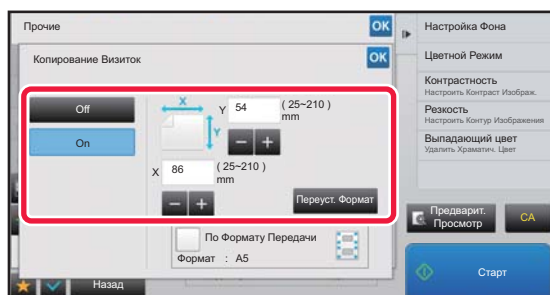 Прочие
OK
Копирование Визиток
OK
Off
On
X
Y
Y 54 ( 25~210 )
mm
X 86 ( 25~210 )
mm
Переуст. Формат
По Формату Передачи
Формат : A5
Назад
Настройка Фона
Цветной Режим
Контрастность
Настроить Контраст Изображ.
Резкость
Настроить Контур Изображения
Выпадающий цвет
Удалить Храматич. Цвет
Предварит.
Просмотр
CA
Старт